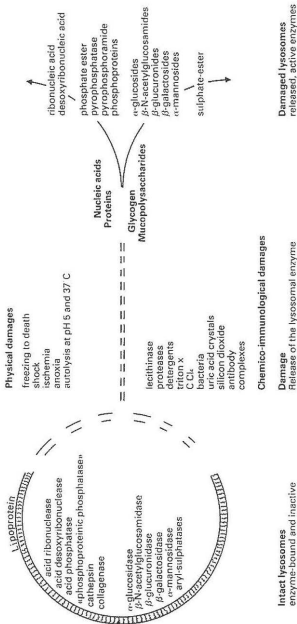 Lipoprotein
acid ribonuclease
acid desoxyribonuclease
acid phosphatase
«phosphoproteinic phosphatase»
cathepsin
collagenase
α-glucosidase
β-N-acetylglucosamidase
β-glucuronidase
β-galactosidase
α-mannosidase
aryl-sulphatases
Intact lysosomes
enzyme-bound and inactive
Physical damages
freezing to death
shock
ischemia
anoxia
autolysis at pH 5 and 37 C
lecithinase
proteases
detergents
triton x
C Cl₄
bacteria
uric acid crystals
silicon dioxide
antibody
complexes
Chemico-immunological damages
Damage
Release of the lysosomal enzyme
Nucleic acids
Proteins
Glycogen
Mucopolysaccharides
ribonucleic acid
desoxyribonucleic acid
phosphate ester
pyrophosphatase
pyrophosphoramide
phosphoproteins
α-glucosides
β-N-acetylglucosamides
β-glucuronides
β-galactosides
α-mannosides
sulphate-ester
Damaged lysosomes
released, active enzymes